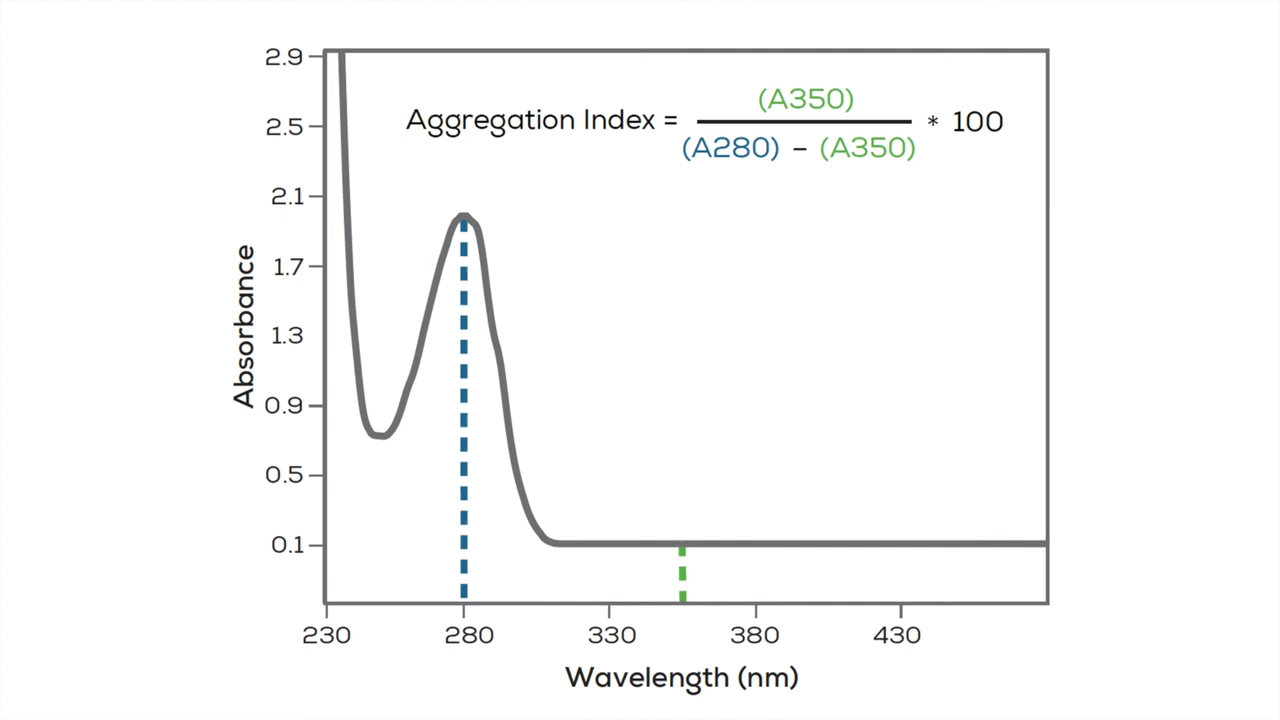 2.9
2.5
2.1
1.7
1.3
0.9
0.5
0.1
Absorbance
Aggregation Index = (A350) / (A280) – (A350) * 100
230 280 330 380 430
Wavelength (nm)